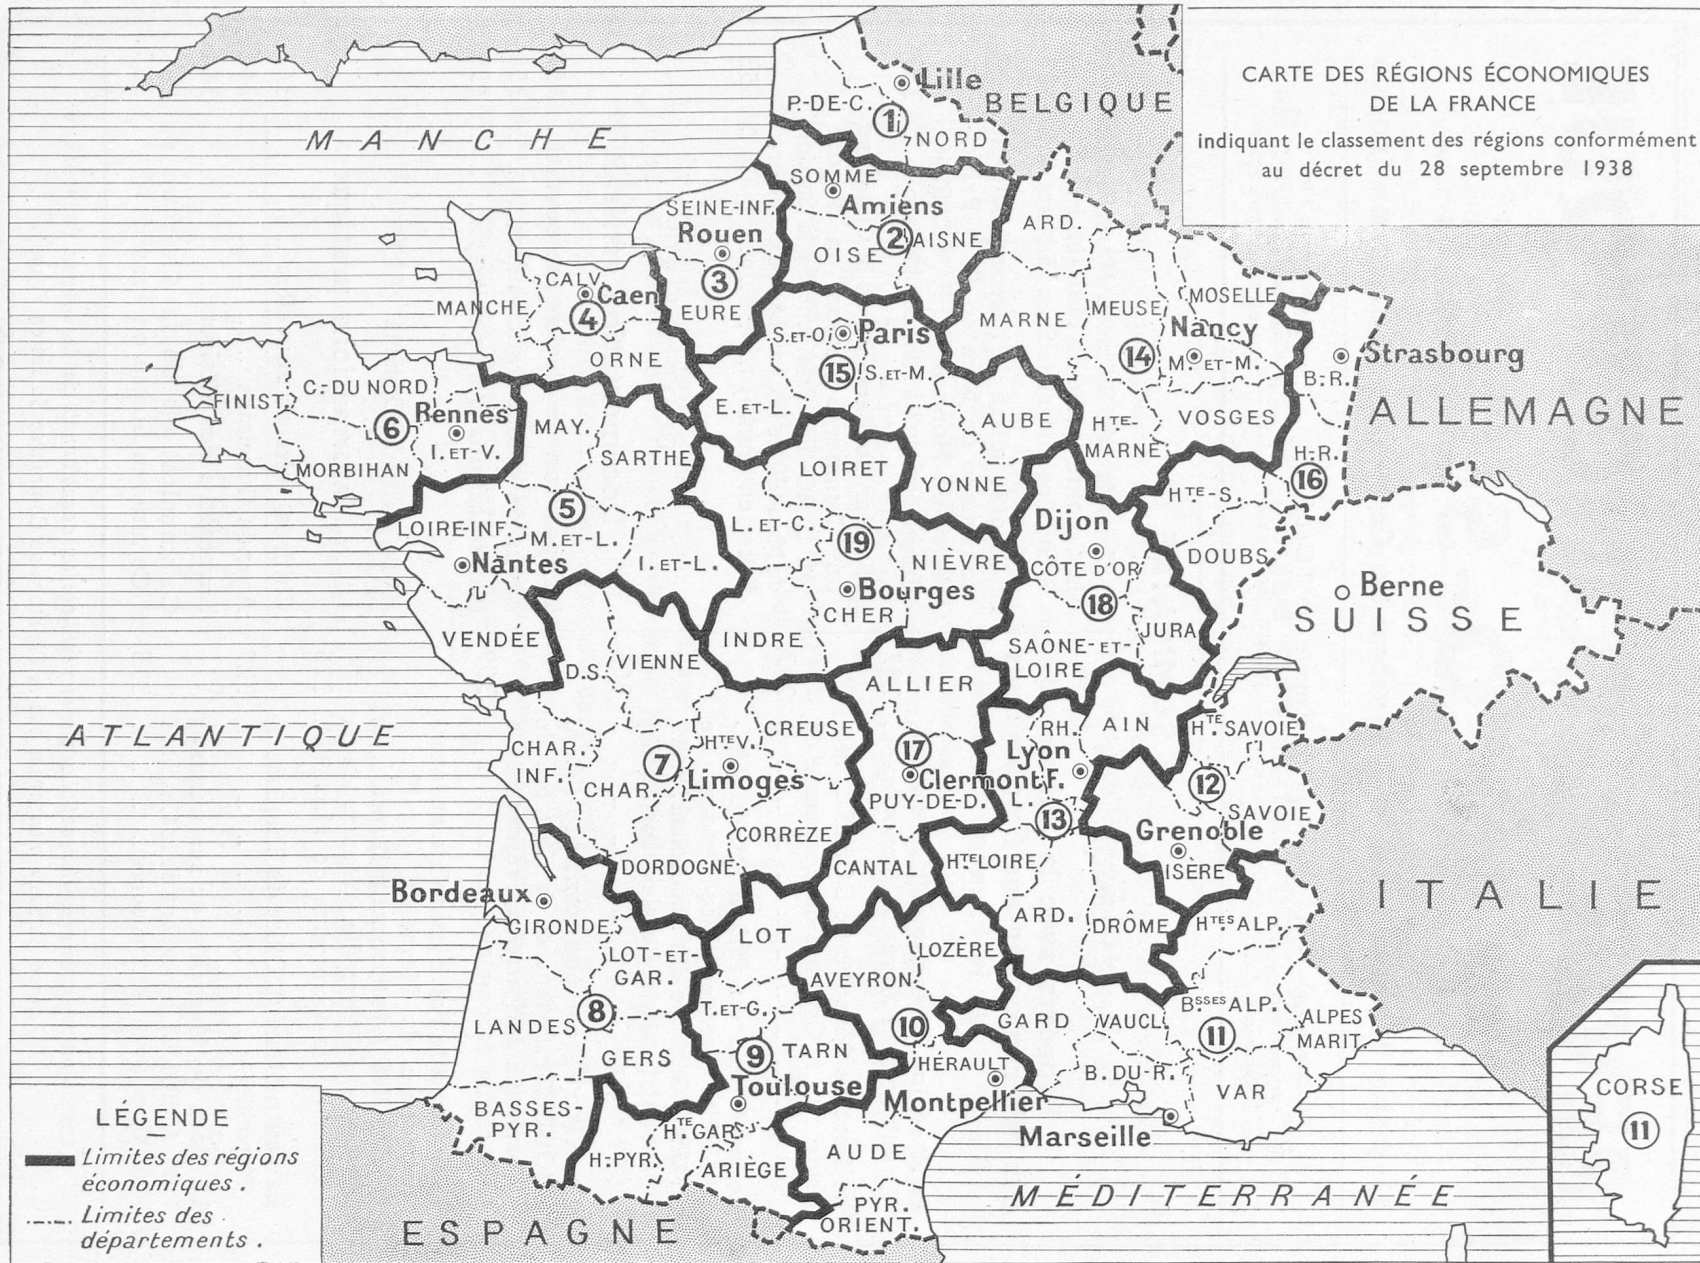 CARTE DES RÉGIONS ÉCONOMIQUES
DE LA FRANCE
indiquant le classement des régions conformément
au décret du 28 septembre 1938
MANCHE
BELGIQUE
ALLEMAGNE
SUISSE
Berne
ITALIE
ESPAGNE
ATLANTIQUE
MÉDITERRANÉE
Lille
P.-DE-C.
1
NORD
SOMME
Amiens
2
OISE
AISNE
SEINE-INF.
Rouen
3
EURE
CALV.
Caen
4
MANCHE
ORNE
ARD.
MARNE
MEUSE
MOSELLE
Nancy
14
M.-ET-M.
VOSGES
HTE-
MARNE
Strasbourg
B.-R.
H.-R.
16
S.ET-O.
Paris
15
S.ET-M.
E.ET-L.
AUBE
YONNE
C.-DU NORD
FINIST.
Rennes
6
I.-ET-V.
MORBIHAN
MAY.
SARTHE
5
LOIRE-INF.
M.ET-L.
Nantes
I.-ET-L.
VENDÉE
LOIRET
L.ET-C.
19
NIÈVRE
Bourges
CHER
INDRE
HTE-S.
Dijon
DOUBS
CÔTE D'OR
18
JURA
SAÔNE-ET-
LOIRE
D.S.
VIENNE
CREUSE
HTE V.
7
Limoges
CHAR.
INF.
CHAR.
CORRÈZE
DORDOGNE
ALLIER
17
Clermont F.
PUY-DE-D.
CANTAL
RH.
AIN
Lyon
L.
13
HTE LOIRE
ARD.
DRÔME
HTE SAVOIE
12
SAVOIE
Grenoble
ISÈRE
Bordeaux
GIRONDE
LOT-ET-
GAR.
8
LANDES
GERS
BASSES-
PYR.
LOT
T.ET-G.
9
TARN
Toulouse
HTE GAR.
H.-PYR.
ARIÈGE
AVEYRON
LOZÈRE
10
HÉRAULT
Montpellier
AUDE
PYR.
ORIENT.
HTES ALP.
BSSES ALP.
GARD
VAUCL.
11
ALPES
MARIT.
B.DU-R.
VAR
Marseille
CORSE
11
LÉGENDE
Limites des régions
économiques.
Limites des
départements.